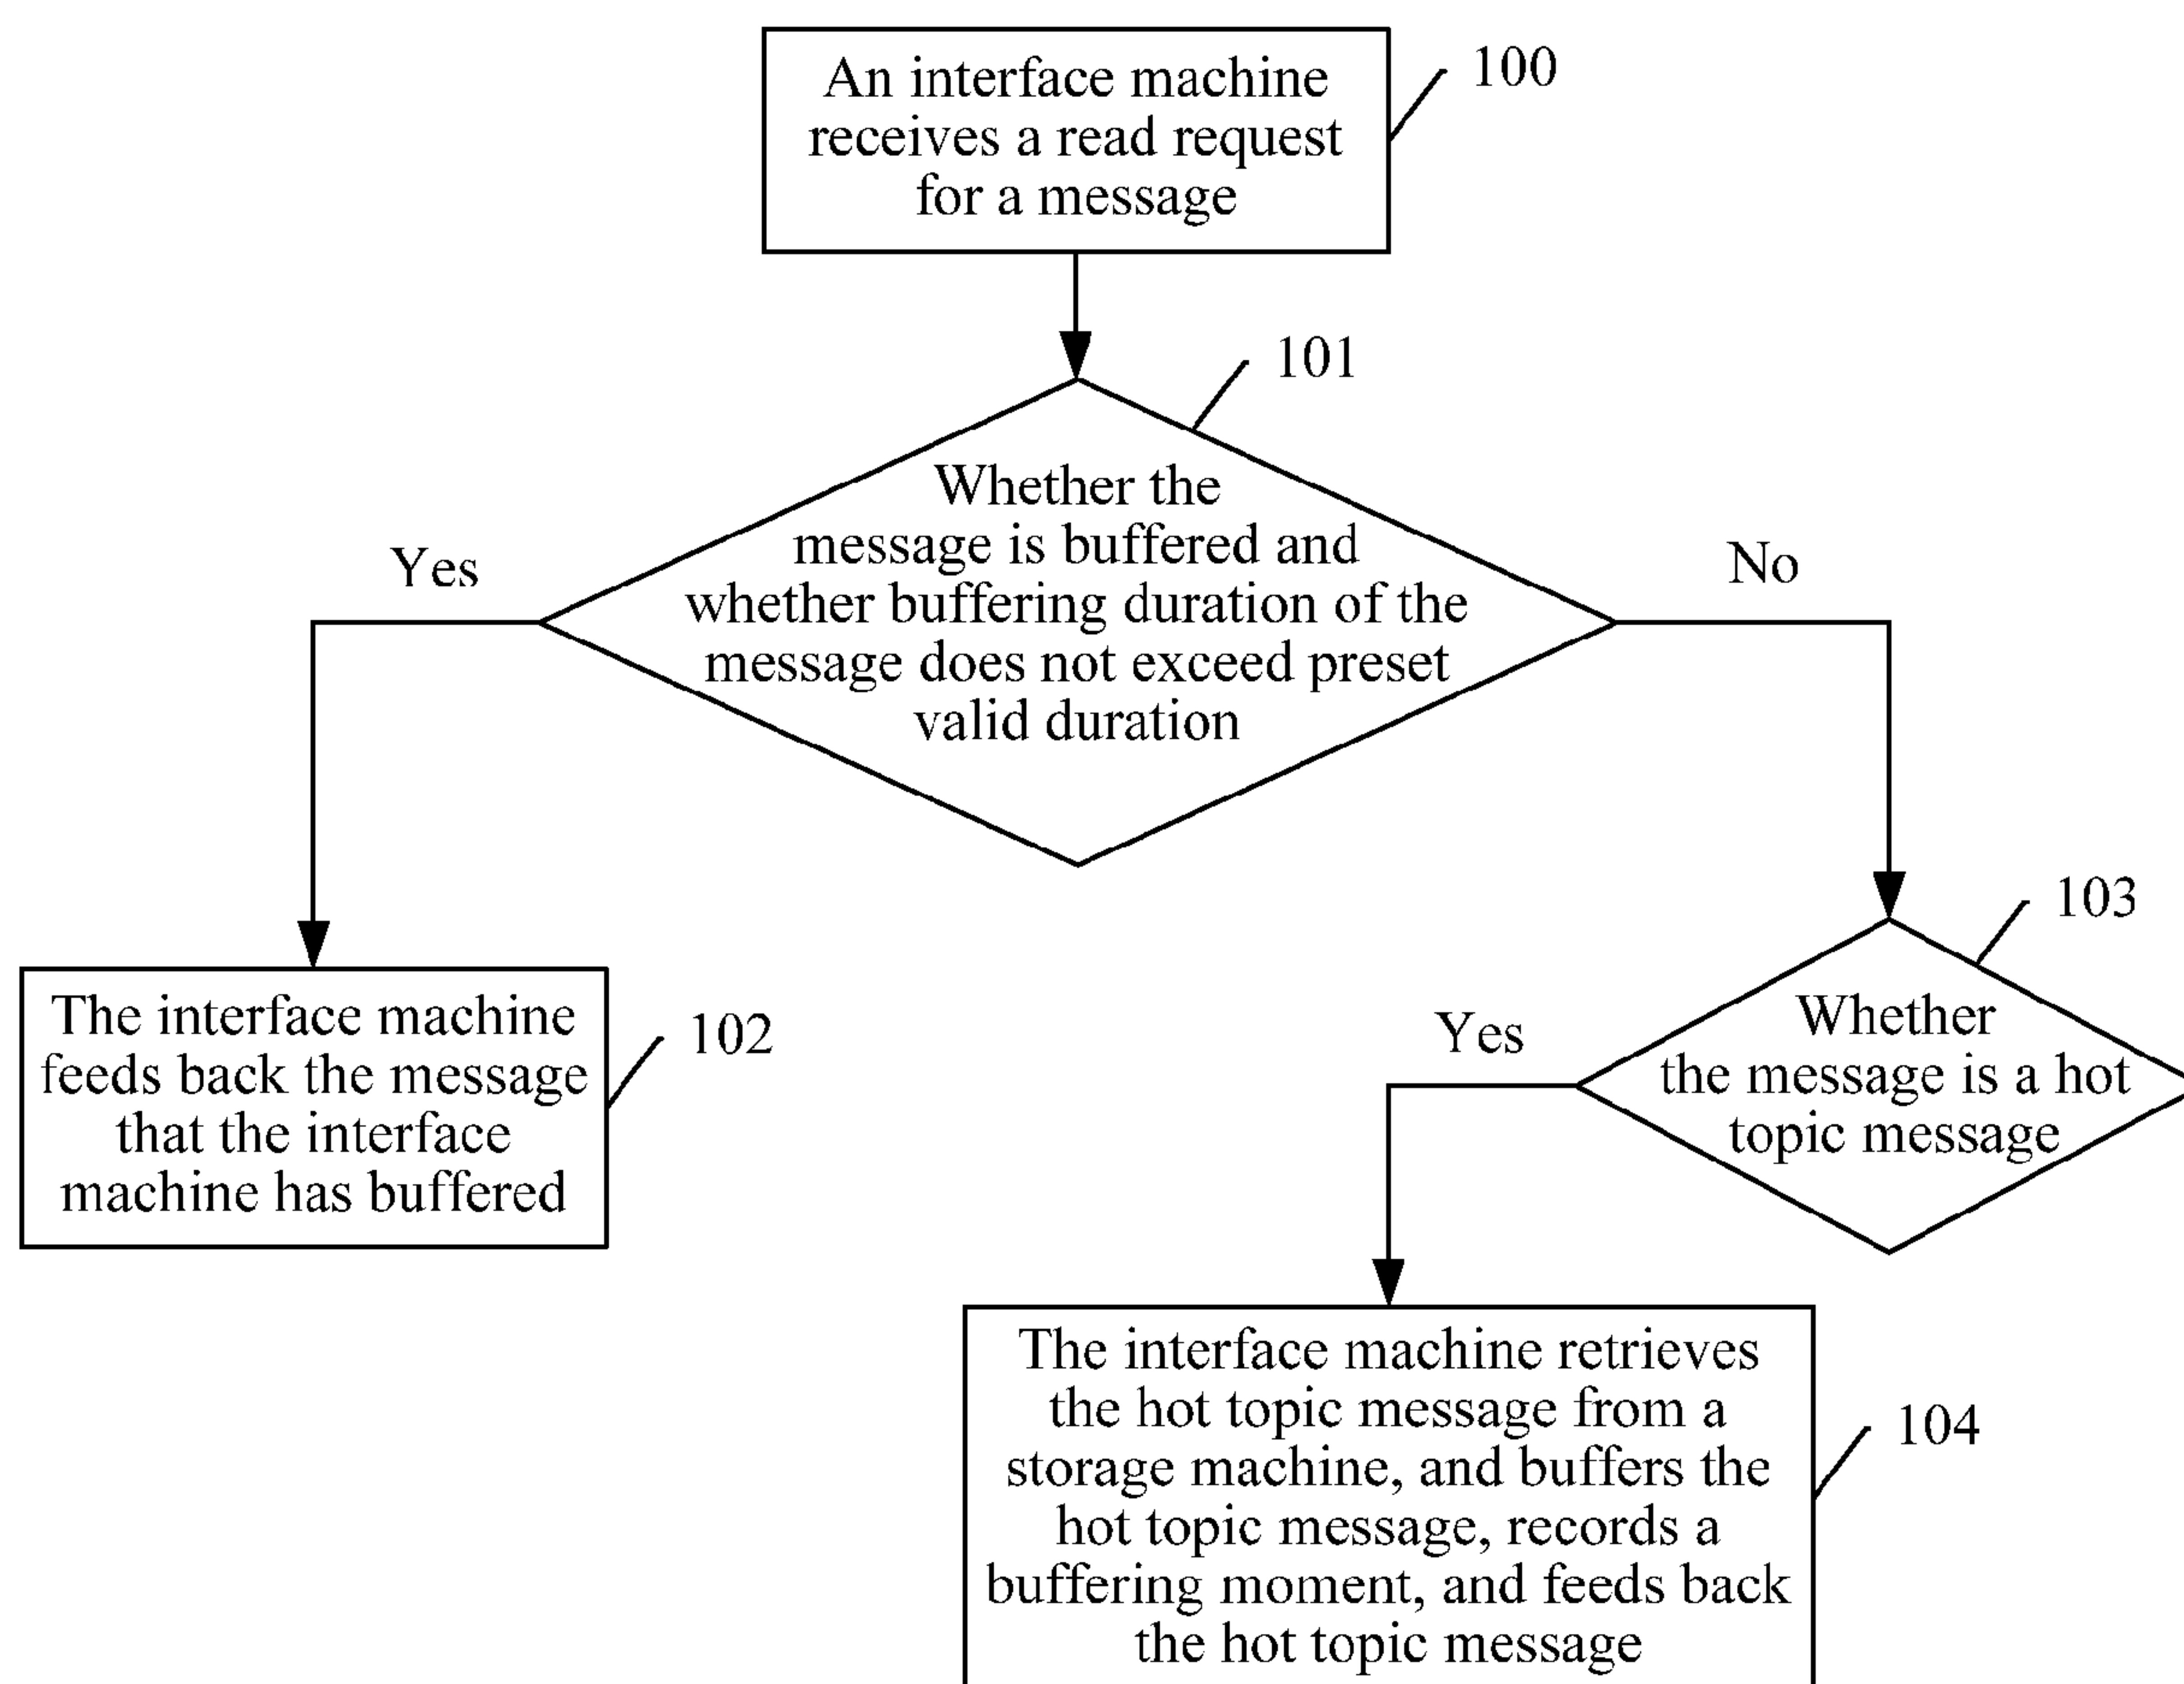 An interface machine
receives a read request
for a message
100
101
Whether the
message is buffered and
whether buffering duration of the
message does not exceed preset
valid duration
Yes
No
The interface machine
feeds back the message
that the interface
machine has buffered
102
103
Whether
the message is a hot
topic message
Yes
The interface machine retrieves
the hot topic message from a
storage machine, and buffers the
hot topic message, records a
buffering moment, and feeds back
the hot topic message
104